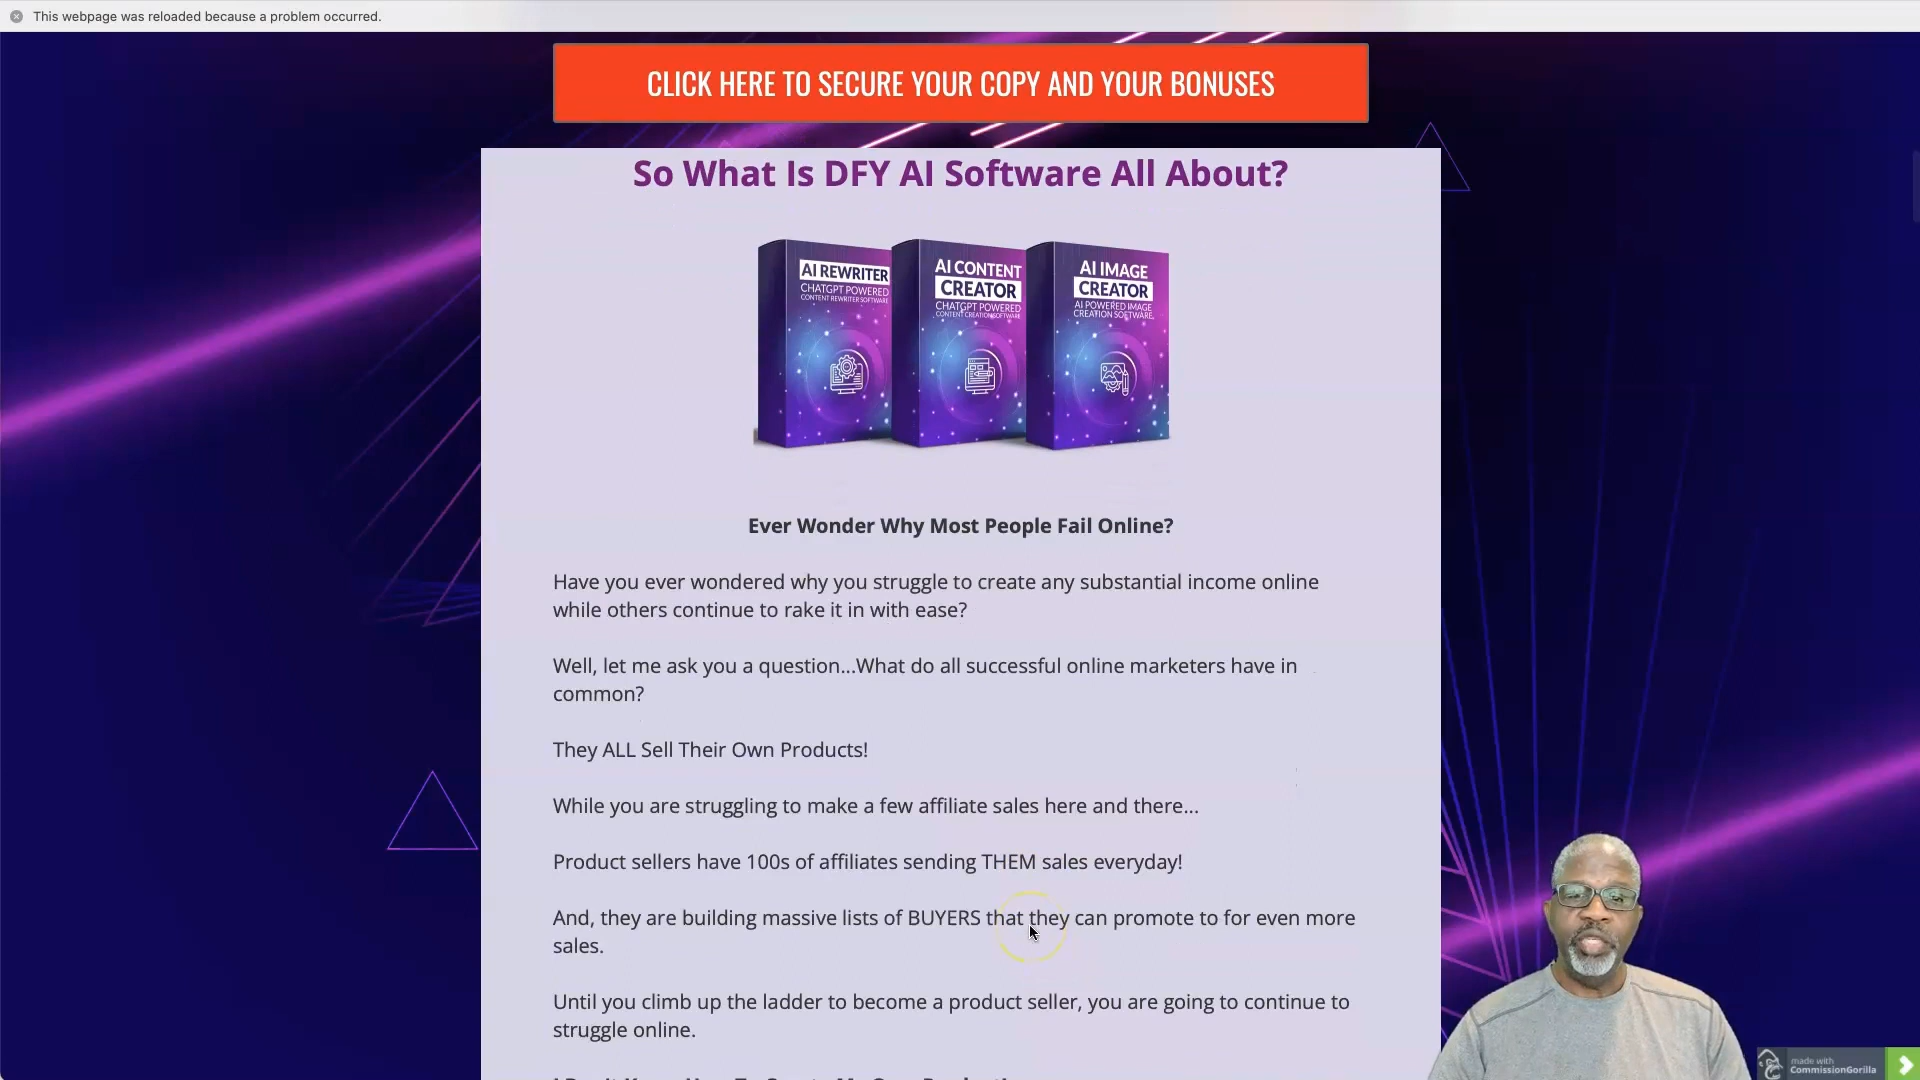 This webpage was reloaded because a problem occurred.
CLICK HERE TO SECURE YOUR COPY AND YOUR BONUSES
So What Is DFY AI Software All About?
AI REWRITER
CHATGPT POWERED
CONTENT REWRITER SOFTWARE
AI CONTENT
CREATOR
CHATGPT POWERED
CONTENT CREATION SOFTWARE
AI IMAGE
CREATOR
AI POWERED IMAGE
CREATION SOFTWARE
Ever Wonder Why Most People Fail Online?
Have you ever wondered why you struggle to create any substantial income online
while others continue to rake it in with ease?
Well, let me ask you a question...What do all successful online marketers have in
common?
They ALL Sell Their Own Products!
While you are struggling to make a few affiliate sales here and there...
Product sellers have 100s of affiliates sending THEM sales everyday!
And, they are building massive lists of BUYERS that they can promote to for even more
sales.
Until you climb up the ladder to become a product seller, you are going to continue to
struggle online.
made with
CommissionGorilla